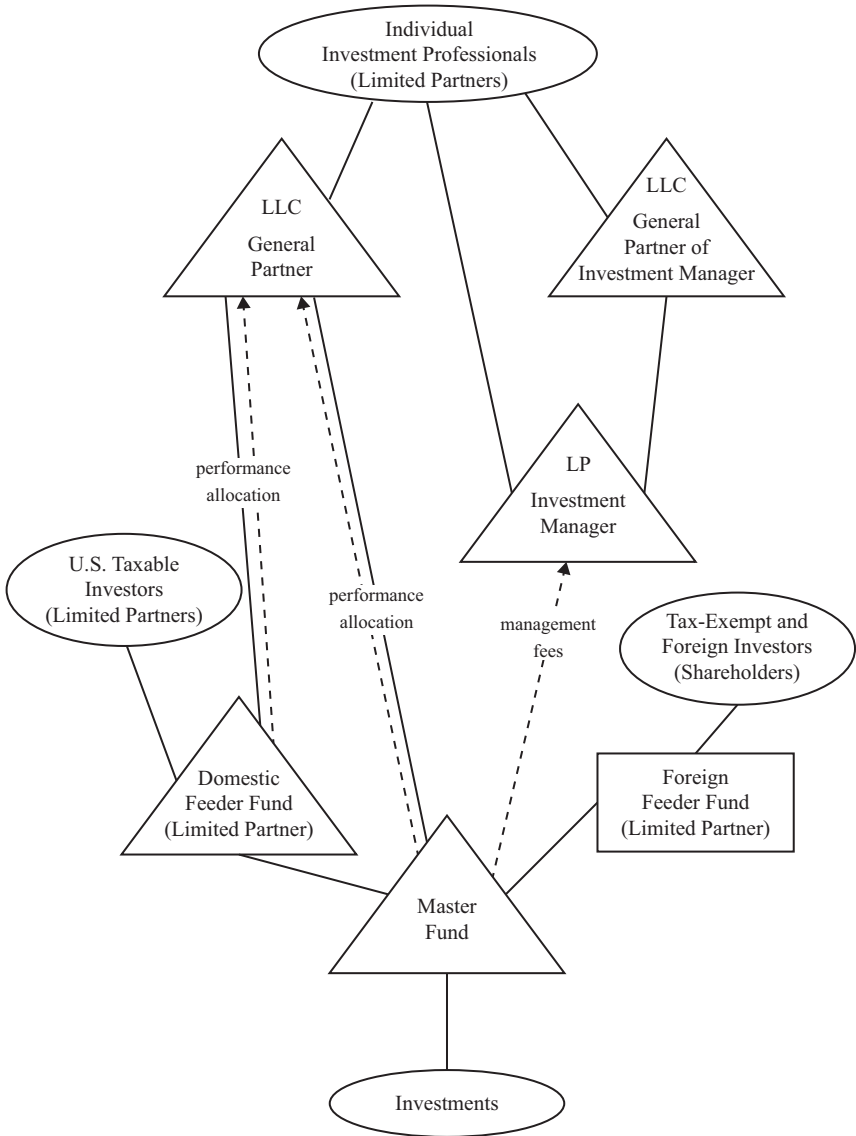 Individual
Investment Professionals
(Limited Partners)
LLC
General
Partner
LLC
General
Partner of
Investment Manager
performance
allocation
LP
Investment
Manager
U.S. Taxable
Investors
(Limited Partners)
performance
allocation
management
fees
Tax-Exempt and
Foreign Investors
(Shareholders)
Domestic
Feeder Fund
(Limited Partner)
Foreign
Feeder Fund
(Limited Partner)
Master
Fund
Investments